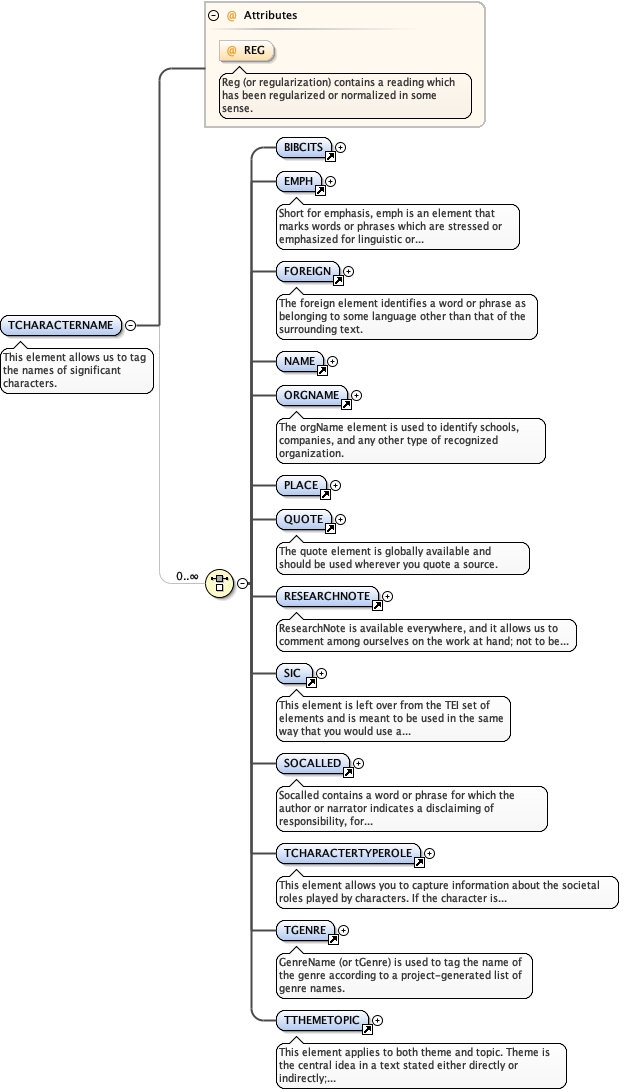 Attributes
@ REG
Reg (or regularization) contains a reading which
has been regularized or normalized in some
sense.
BIBCITS
EMPH
Short for emphasis, emph is an element that
marks words or phrases which are stressed or
emphasized for linguistic or...
FOREIGN
The foreign element identifies a word or phrase as
belonging to some language other than that of the
surrounding text.
TCHARACTERNAME
This element allows us to tag
the names of significant
characters.
NAME
ORGNAME
The orgName element is used to identify schools,
companies, and any other type of recognized
organization.
PLACE
QUOTE
The quote element is globally available and
should be used wherever you quote a source.
0..∞
RESEARCHNOTE
ResearchNote is available everywhere, and it allows us to
comment among ourselves on the work at hand; not to be...
SIC
This element is left over from the TEI set of
elements and is meant to be used in the same
way that you would use a...
SOCALLED
Socalled contains a word or phrase for which the
author or narrator indicates a disclaiming of
responsibility, for...
TCHARACTERTYPEROLE
This element allows you to capture information about the societal
roles played by characters. If the character is...
TGENRE
GenreName (or tGenre) is used to tag the name of
the genre according to a project-generated list of
genre names.
TTHEMETOPIC
This element applies to both theme and topic. Theme is
the central idea in a text stated either directly or
indirectly;...